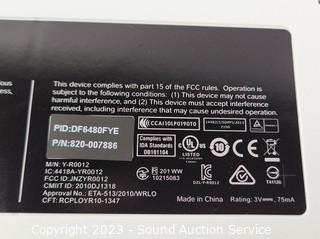 ous
This device complies with part 15 of the FCC rules. Operation is
subject to the following conditions: (1) This device may not cause
harmful interference, and (2) This device must accept interference
received, including interference that may cause undesired operation.
PID:DF6480FYE
P/N:820-007886
CCAI10LP0190T0
Complies with
IDA Standards
DB101104
UL
LISTED
M/N: Y-R0012
IC:4418A-YR0012
FCC ID: JNZYR0012
CMIIT ID: 2010DJ1318
Approval No.: ETA-513/2010/WRLO
CFT: RCPLOYR10-1347
201 WW
10215063
Made in China
Rating: 3V 75mA
Copyright 2023 - Sound Auction Service